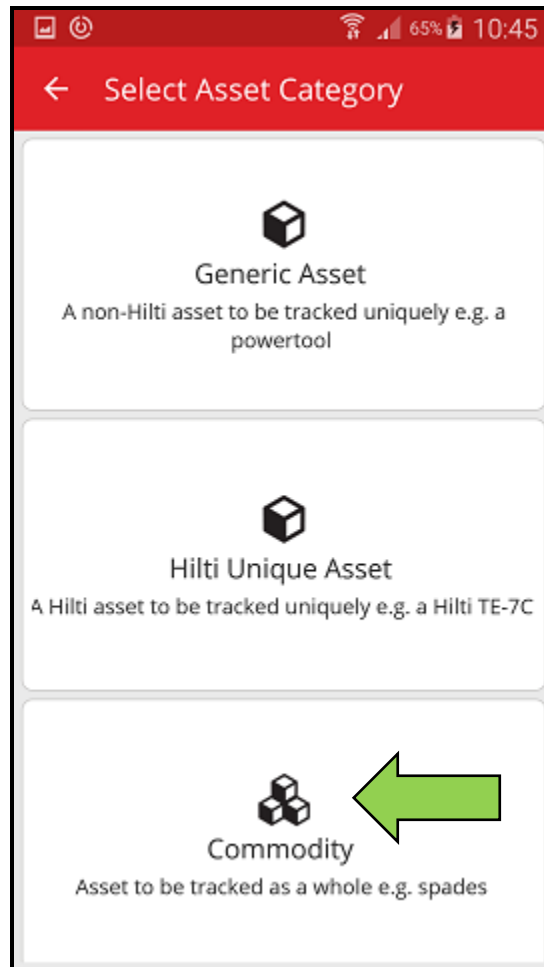 65% 10:45
Select Asset Category
Generic Asset
A non-Hilti asset to be tracked uniquely e.g. a
powertool
Hilti Unique Asset
A Hilti asset to be tracked uniquely e.g. a Hilti TE-7C
Commodity
Asset to be tracked as a whole e.g. spades